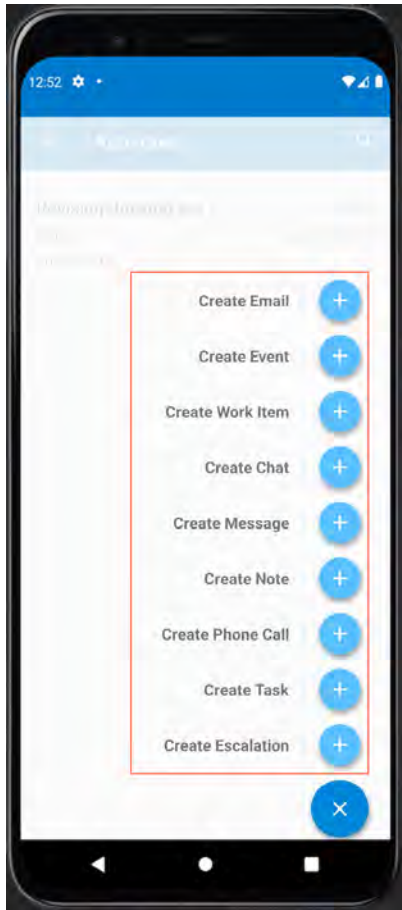 12:52
Create Email
Create Event
Create Work Item
Create Chat
Create Message
Create Note
Create Phone Call
Create Task
Create Escalation